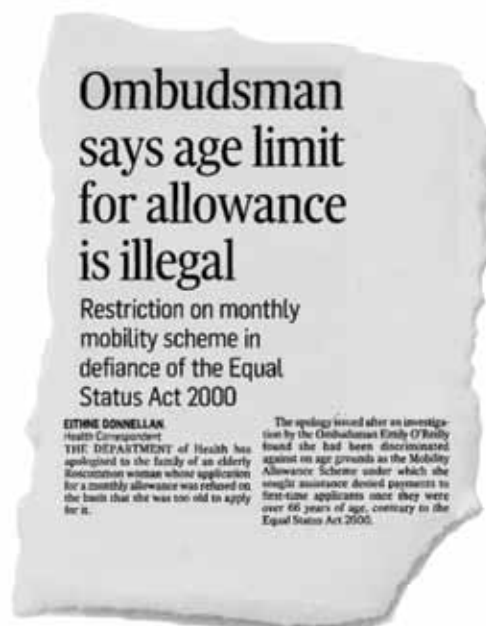 Ombudsman
says age limit
for allowance
is illegal
Restriction on monthly
mobility scheme in
defiance of the Equal
Status Act 2000
EITHNE DONNELLAN
Health Correspondent
THE DEPARTMENT of Health has
apologised to the family of an elderly
Roscommon woman whose application
for a monthly allowance was refused on
the basis that she was too old to apply
for it.
The apology issued after an investiga-
tion by the Ombudsman Emily O'Reilly
found she had been discriminated
against on age grounds as the Mobility
Allowance Scheme under which she
sought assistance denied payments to
first-time applicants once they were
over 66 years of age, contrary to the
Equal Status Act 2000.